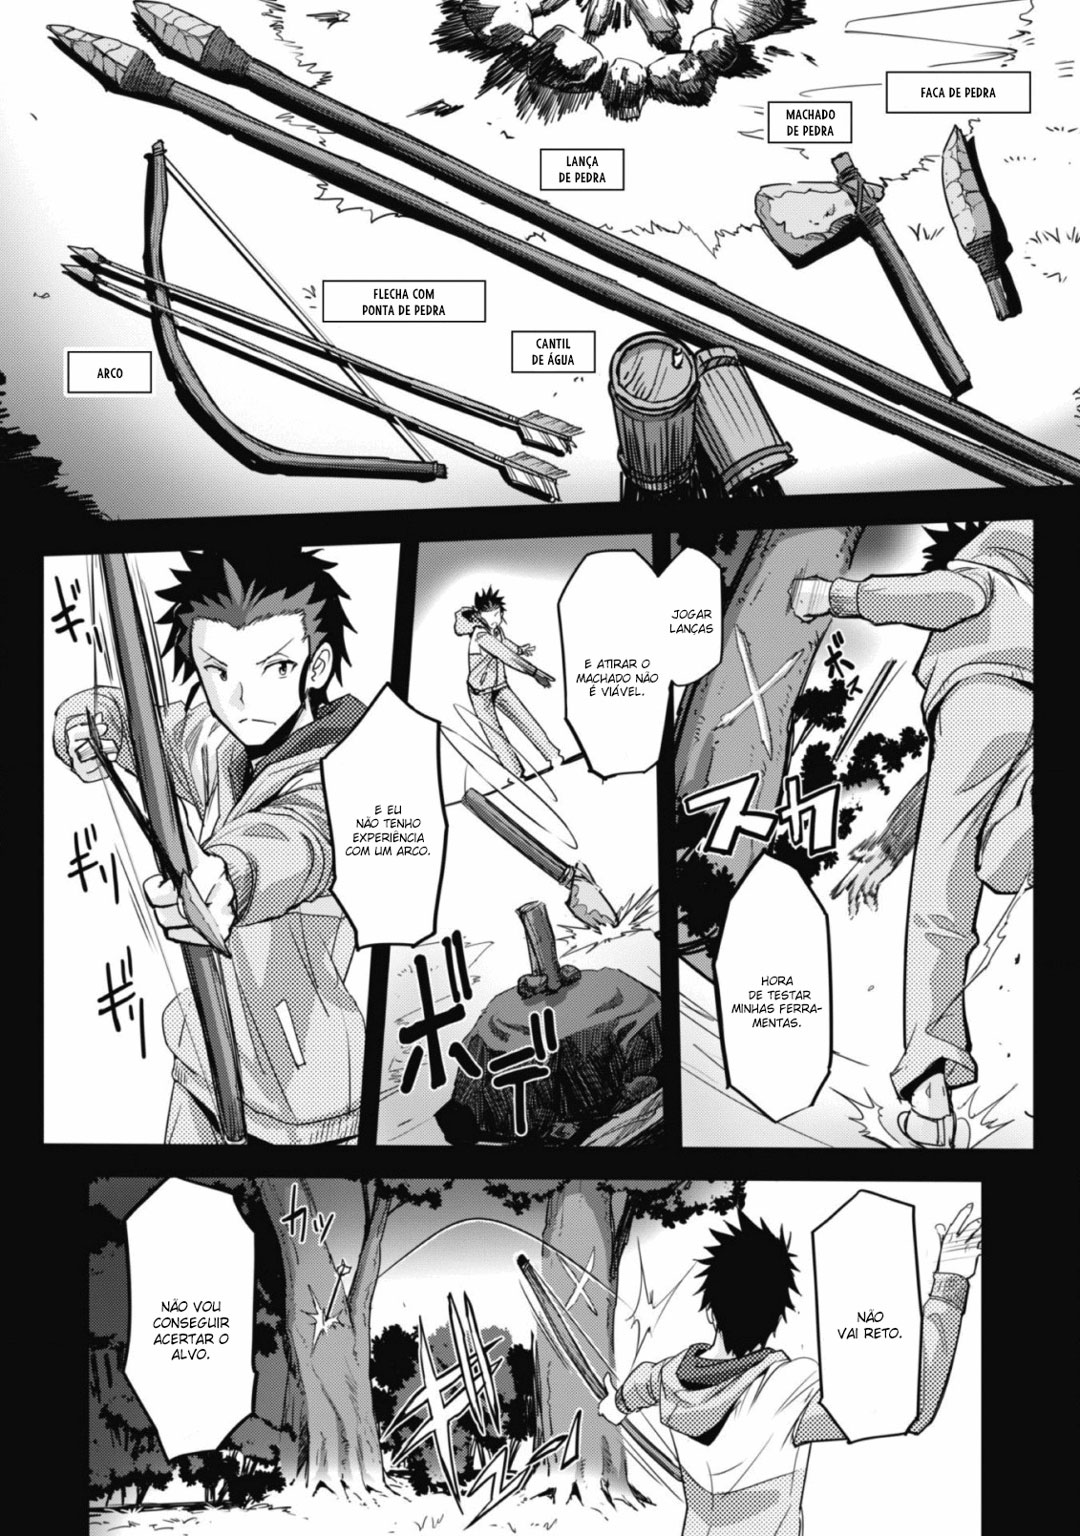 FACA DE PEDRA
MACHADO
DE PEDRA
LANÇA
DE PEDRA
FLECHA COM
PONTA DE PEDRA
CANTIL
DE ÁGUA
ARCO
HORA
DE TESTAR
MINHAS FERRA-
MENTAS.
ボッ
スカ
JOGAR
LANÇAS
E ATIRAR O
MACHADO NÃO
É VIÁVEL.
ボデ
E EU
NÃO TENHO
EXPERIÊNCIA
COM UM ARCO.
ギッ
ギリ
ギリ
NÃO
VAI RETO.
カッ
NÃO VOU
CONSEGUIR
ACERTAR O
ALVO.